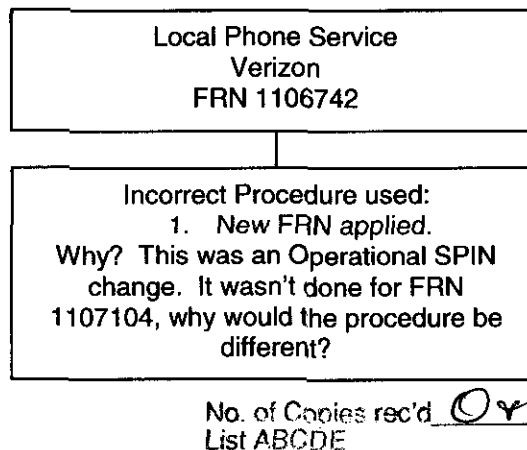 Local Phone Service
Verizon
FRN 1106742
Incorrect Procedure used:
1. New FRN applied.
Why? This was an Operational SPIN
change. It wasn't done for FRN
1107104, why would the procedure be
different?
No. of Copies rec'd
List ABCDE